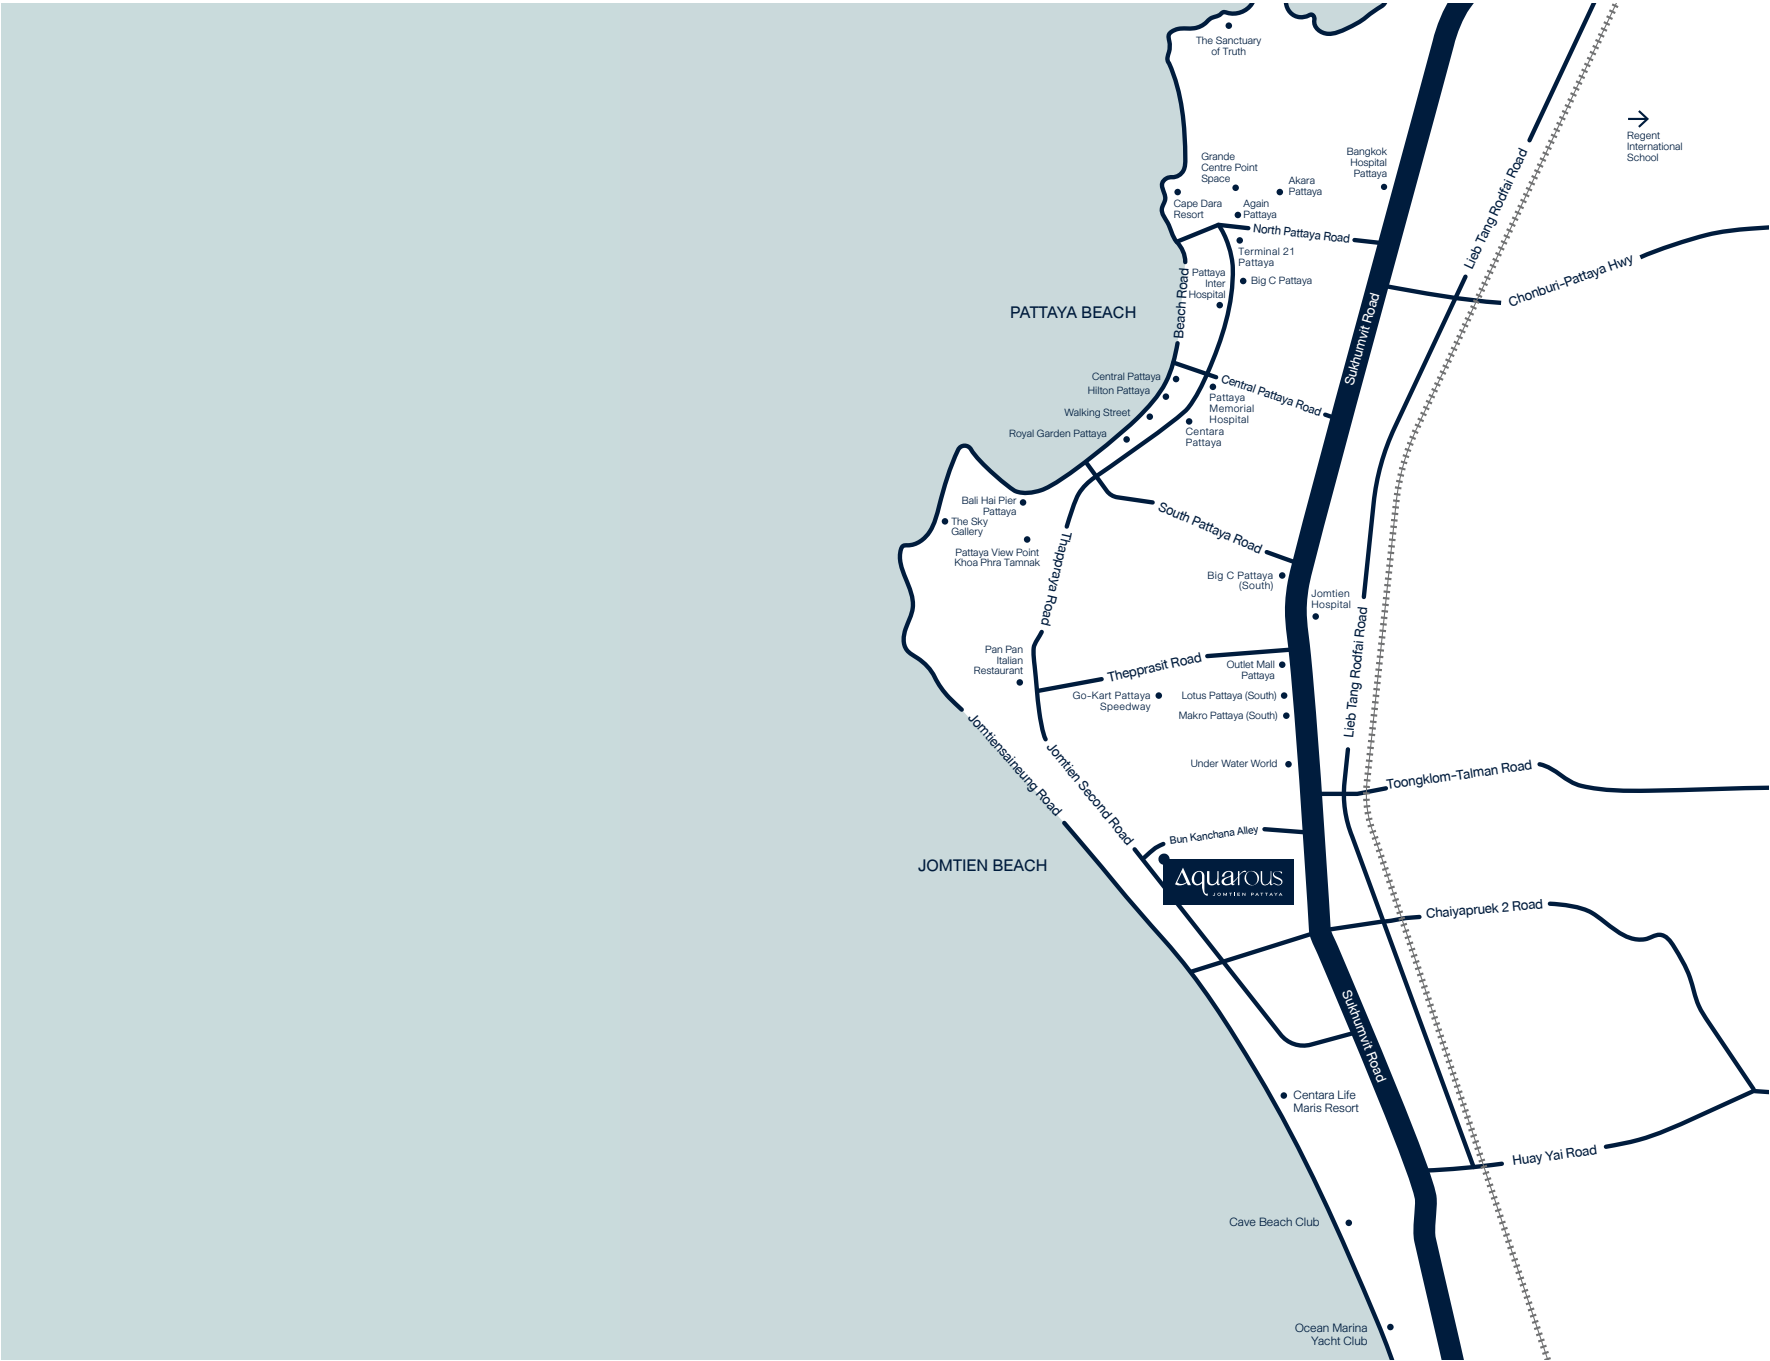 The Sanctuary
of Truth
Regent
International
School
Bangkok
Hospital
Pattaya
Grande
Centre Point
Space
Akara
Pattaya
Cape Dara
Resort
Again
Pattaya
North Pattaya Road
Lieb Tang Rodfai Road
Terminal 21
Pattaya
Chonburi-Pattaya Hwy
Pattaya
Inter
Hospital
Big C Pattaya
Beach Road
PATTAYA BEACH
Sukhumvit Road
Central Pattaya
Hilton Pattaya
Central Pattaya Road
Walking Street
Pattaya
Memorial
Hospital
Royal Garden Pattaya
Centara
Pattaya
Bali Hai Pier
Pattaya
The Sky
Gallery
South Pattaya Road
Pattaya View Point
Khoa Phra Tamnak
Thappraya Road
Big C Pattaya
(South)
Jomtien
Hospital
Lieb Tang Rodfai Road
Pan Pan
Italian
Restaurant
Thepprasit Road
Outlet Mall
Pattaya
Go-Kart Pattaya
Speedway
Lotus Pattaya (South)
Makro Pattaya (South)
Jomtiensaineung Road
Jomtien Second Road
Under Water World
Toongklom-Talman Road
Bun Kanchana Alley
JOMTIEN BEACH
Aquarous
JOMTIEN PATTAYA
Chaiyapruek 2 Road
Sukhumvit Road
Centara Life
Maris Resort
Huay Yai Road
Cave Beach Club
Ocean Marina
Yacht Club